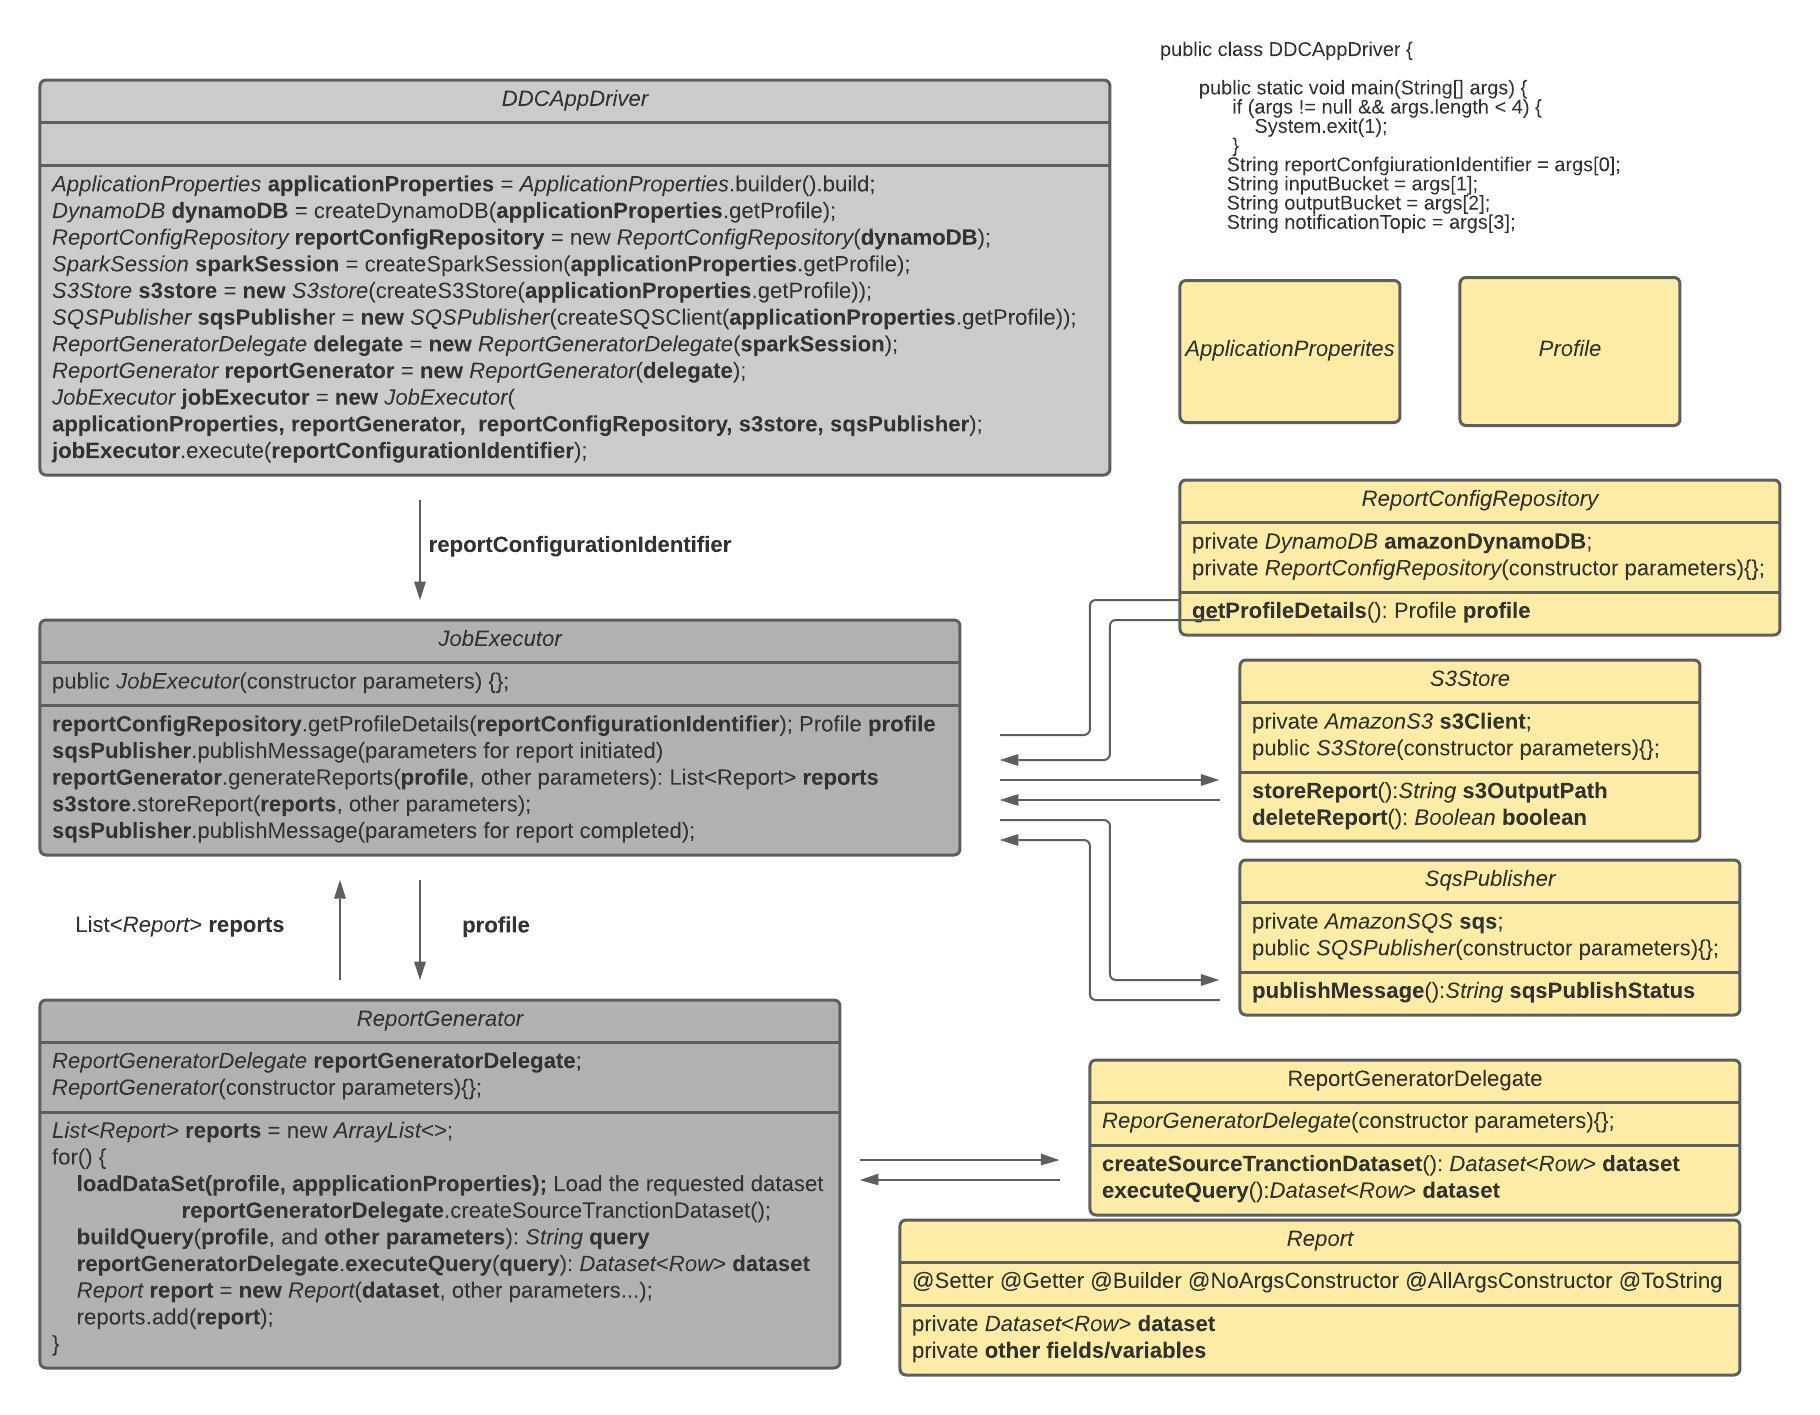 public class DDCAppDriver {
public static void main(String[] args) {
if (args != null && args.length < 4) {
System.exit(1);
}
String reportConfgiurationIdentifier = args[0];
String inputBucket = args[1];
String outputBucket = args[2];
String notificationTopic = args[3];
DDCAppDriver
ApplicationProperties applicationProperties = ApplicationProperties.builder().build;
DynamoDB dynamoDB = createDynamoDB(applicationProperties.getProfile);
ReportConfigRepository reportConfigRepository = new ReportConfigRepository(dynamoDB);
SparkSession sparkSession = createSparkSession(applicationProperties.getProfile);
S3Store s3store = new S3store(createS3Store(applicationProperties.getProfile));
SQSPublisher sqsPublisher = new SQSPublisher(createSQSClient(applicationProperties.getProfile));
ReportGeneratorDelegate delegate = new ReportGeneratorDelegate(sparkSession);
ReportGenerator reportGenerator = new ReportGenerator(delegate);
JobExecutor jobExecutor = new JobExecutor(
applicationProperties, reportGenerator, reportConfigRepository, s3store, sqsPublisher);
jobExecutor.execute(reportConfigurationIdentifier);
ApplicationProperites
Profile
reportConfigurationIdentifier
ReportConfigRepository
private DynamoDB amazonDynamoDB;
private ReportConfigRepository(constructor parameters){};
getProfileDetails(): Profile profile
JobExecutor
public JobExecutor(constructor parameters) {};
reportConfigRepository.getProfileDetails(reportConfigurationIdentifier); Profile profile
sqsPublisher.publishMessage(parameters for report initiated)
reportGenerator.generateReports(profile, other parameters): List<Report> reports
s3store.storeReport(reports, other parameters);
sqsPublisher.publishMessage(parameters for report completed);
S3Store
private AmazonS3 s3Client;
public S3Store(constructor parameters){};
storeReport():String s3OutputPath
deleteReport(): Boolean boolean
SqsPublisher
private AmazonSQS sqs;
public SQSPublisher(constructor parameters){};
publishMessage():String sqsPublishStatus
List<Report> reports
profile
ReportGenerator
ReportGeneratorDelegate reportGeneratorDelegate;
ReportGenerator(constructor parameters){};
List<Report> reports = new ArrayList<>;
for() {
loadDataSet(profile, appplicationProperties); Load the requested dataset
reportGeneratorDelegate.createSourceTranctionDataset();
buildQuery(profile, and other parameters): String query
reportGeneratorDelegate.executeQuery(query): Dataset<Row> dataset
Report report = new Report(dataset, other parameters...);
reports.add(report);
}
ReportGeneratorDelegate
ReporGeneratorDelegate(constructor parameters){};
createSourceTranctionDataset(): Dataset<Row> dataset
executeQuery():Dataset<Row> dataset
Report
@Setter @Getter @Builder @NoArgsConstructor @AllArgsConstructor @ToString
private Dataset<Row> dataset
private other fields/variables